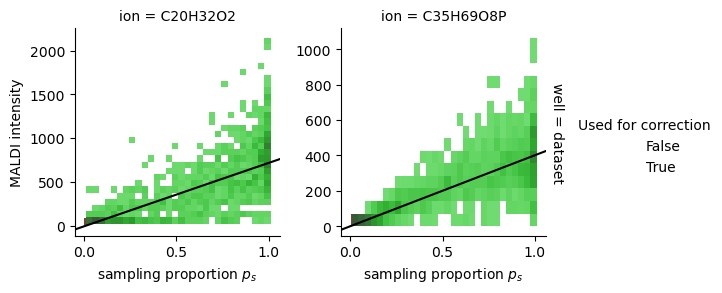 ion = C20H32O2
ion = C35H69O8P
MALDI intensity
2000
1500
1000
500
0
1000
800
600
400
200
0
well = dataset
Used for correction
False
True
0.0
0.5
1.0
0.0
0.5
1.0
sampling proportion pₛ
sampling proportion pₛ